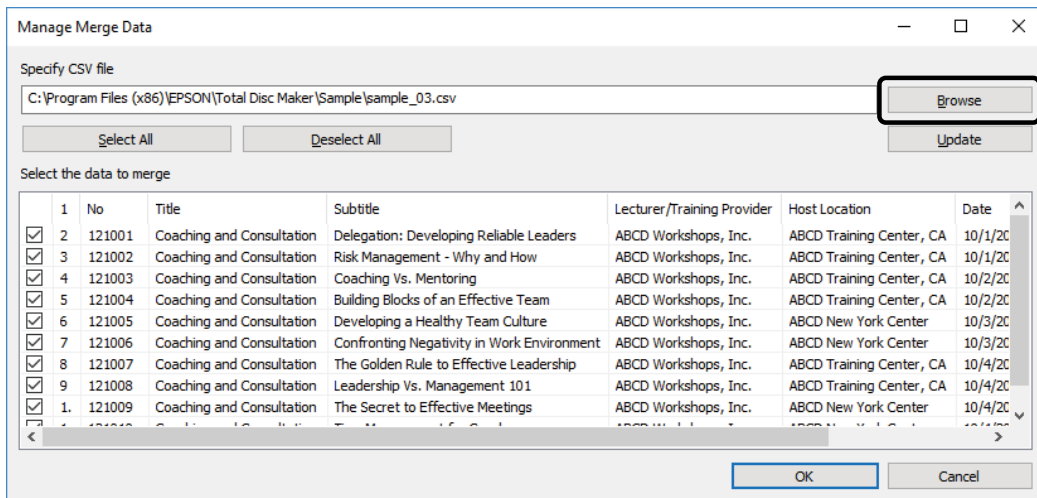 Manage Merge Data
Specify CSV file
C:\Program Files (x86)\EPSON\Total Disc Maker\Sample\sample_03.csv Browse
Select All Deselect All Update
Select the data to merge
1 No Title Subtitle Lecturer/Training Provider Host Location Date
2 121001 Coaching and Consultation Delegation: Developing Reliable Leaders ABCD Workshops, Inc. ABCD Training Center, CA 10/1/20
3 121002 Coaching and Consultation Risk Management - Why and How ABCD Workshops, Inc. ABCD Training Center, CA 10/1/20
4 121003 Coaching and Consultation Coaching Vs. Mentoring ABCD Workshops, Inc. ABCD Training Center, CA 10/2/20
5 121004 Coaching and Consultation Building Blocks of an Effective Team ABCD Workshops, Inc. ABCD Training Center, CA 10/2/20
6 121005 Coaching and Consultation Developing a Healthy Team Culture ABCD Workshops, Inc. ABCD New York Center 10/3/20
7 121006 Coaching and Consultation Confronting Negativity in Work Environment ABCD Workshops, Inc. ABCD New York Center 10/3/20
8 121007 Coaching and Consultation The Golden Rule to Effective Leadership ABCD Workshops, Inc. ABCD Training Center, CA 10/4/20
9 121008 Coaching and Consultation Leadership Vs. Management 101 ABCD Workshops, Inc. ABCD Training Center, CA 10/4/20
1. 121009 Coaching and Consultation The Secret to Effective Meetings ABCD Workshops, Inc. ABCD New York Center 10/4/20
OK Cancel